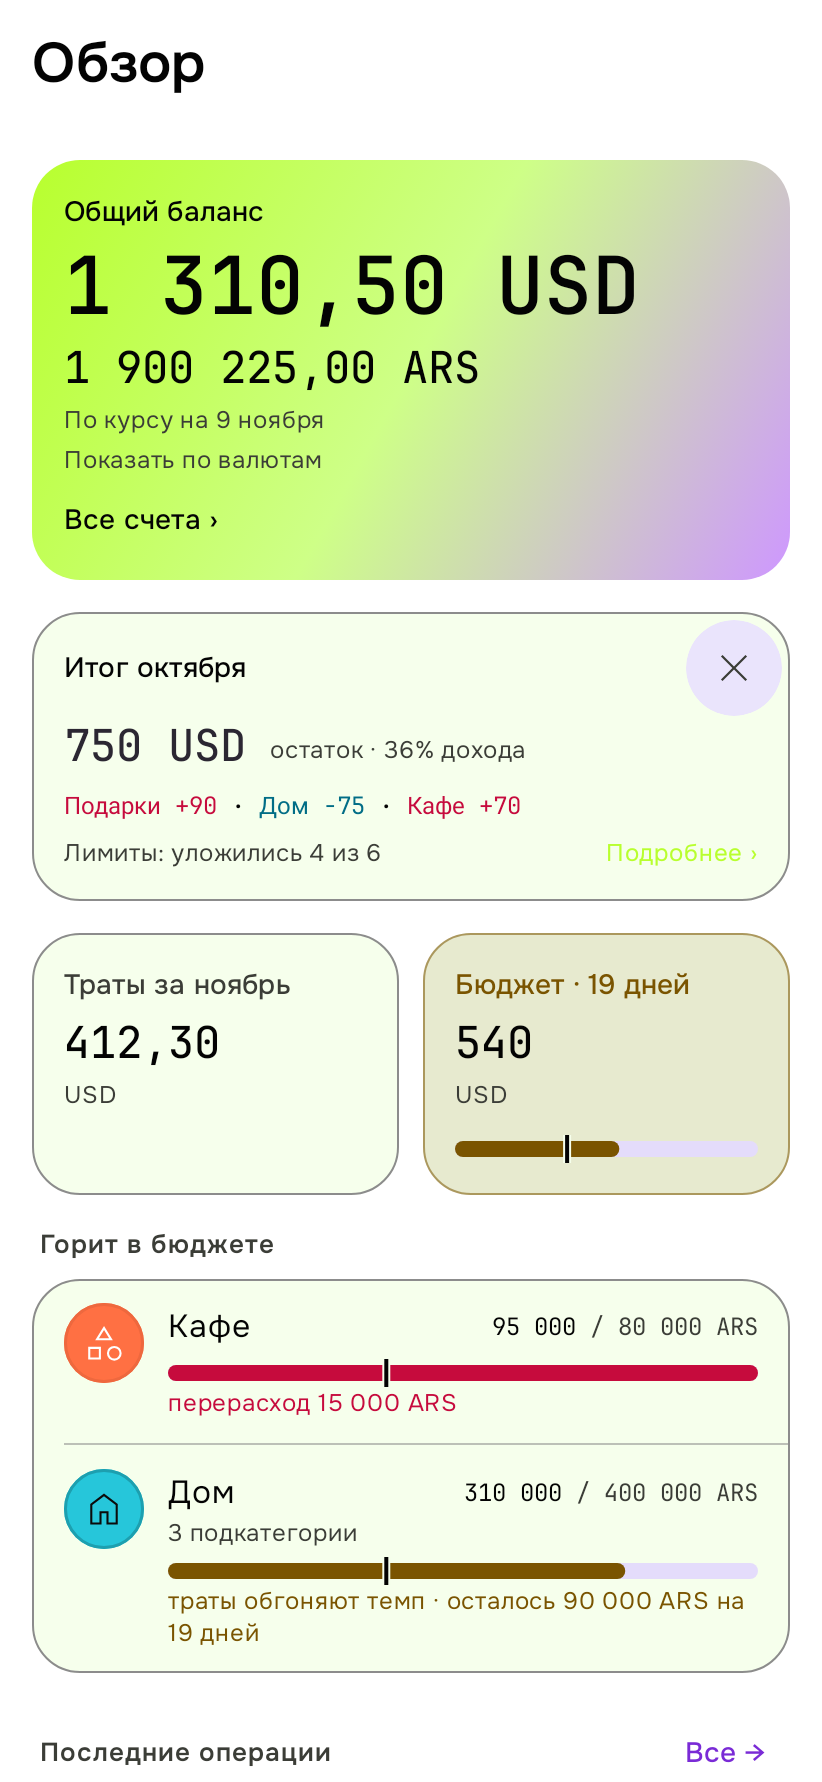 Обзор
Общий баланс
1 310,50 USD
1 900 225,00 ARS
По курсу на 9 ноября
Показать по валютам
Все счета ›
Итог октября
750 USD остаток · 36% дохода
Подарки +90 · Дом -75 · Кафе +70
Лимиты: уложились 4 из 6 Подробнее ›
Траты за ноябрь
412,30
USD
Бюджет · 19 дней
540
USD
Горит в бюджете
Кафе 95 000 / 80 000 ARS
перерасход 15 000 ARS
Дом 310 000 / 400 000 ARS
3 подкатегории
траты обгоняют темп · осталось 90 000 ARS на
19 дней
Последние операции Все →